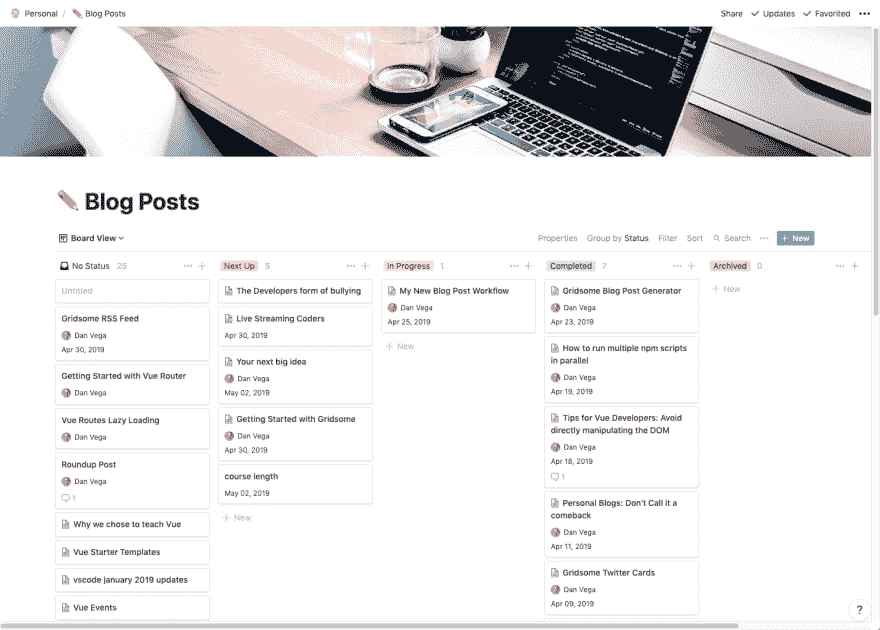 Personal / Blog Posts
Share Updates Favorited
Blog Posts
Board View
Properties Group by Status Filter Sort Search New
No Status 25
Untitled
Gridsome RSS Feed
Dan Vega
Apr 30, 2019
Getting Started with Vue Router
Dan Vega
Vue Routes Lazy Loading
Dan Vega
Roundup Post
Dan Vega
1
Why we chose to teach Vue
Vue Starter Templates
vscode january 2019 updates
Vue Events
Next Up 5
The Developers form of bullying
Live Streaming Coders
Apr 30, 2019
Your next big idea
Dan Vega
May 02, 2019
Getting Started with Gridsome
Dan Vega
Apr 30, 2019
course length
May 02, 2019
+ New
In Progress 1
My New Blog Post Workflow
Dan Vega
Apr 25, 2019
+ New
Completed 7
Gridsome Blog Post Generator
Dan Vega
Apr 23, 2019
How to run multiple npm scripts
in parallel
Dan Vega
Apr 19, 2019
Tips for Vue Developers: Avoid
directly manipulating the DOM
Dan Vega
Apr 18, 2019
1
Personal Blogs: Don't Call it a
comeback
Dan Vega
Apr 11, 2019
Gridsome Twitter Cards
Dan Vega
Apr 09, 2019
Archived 0
+ New
?